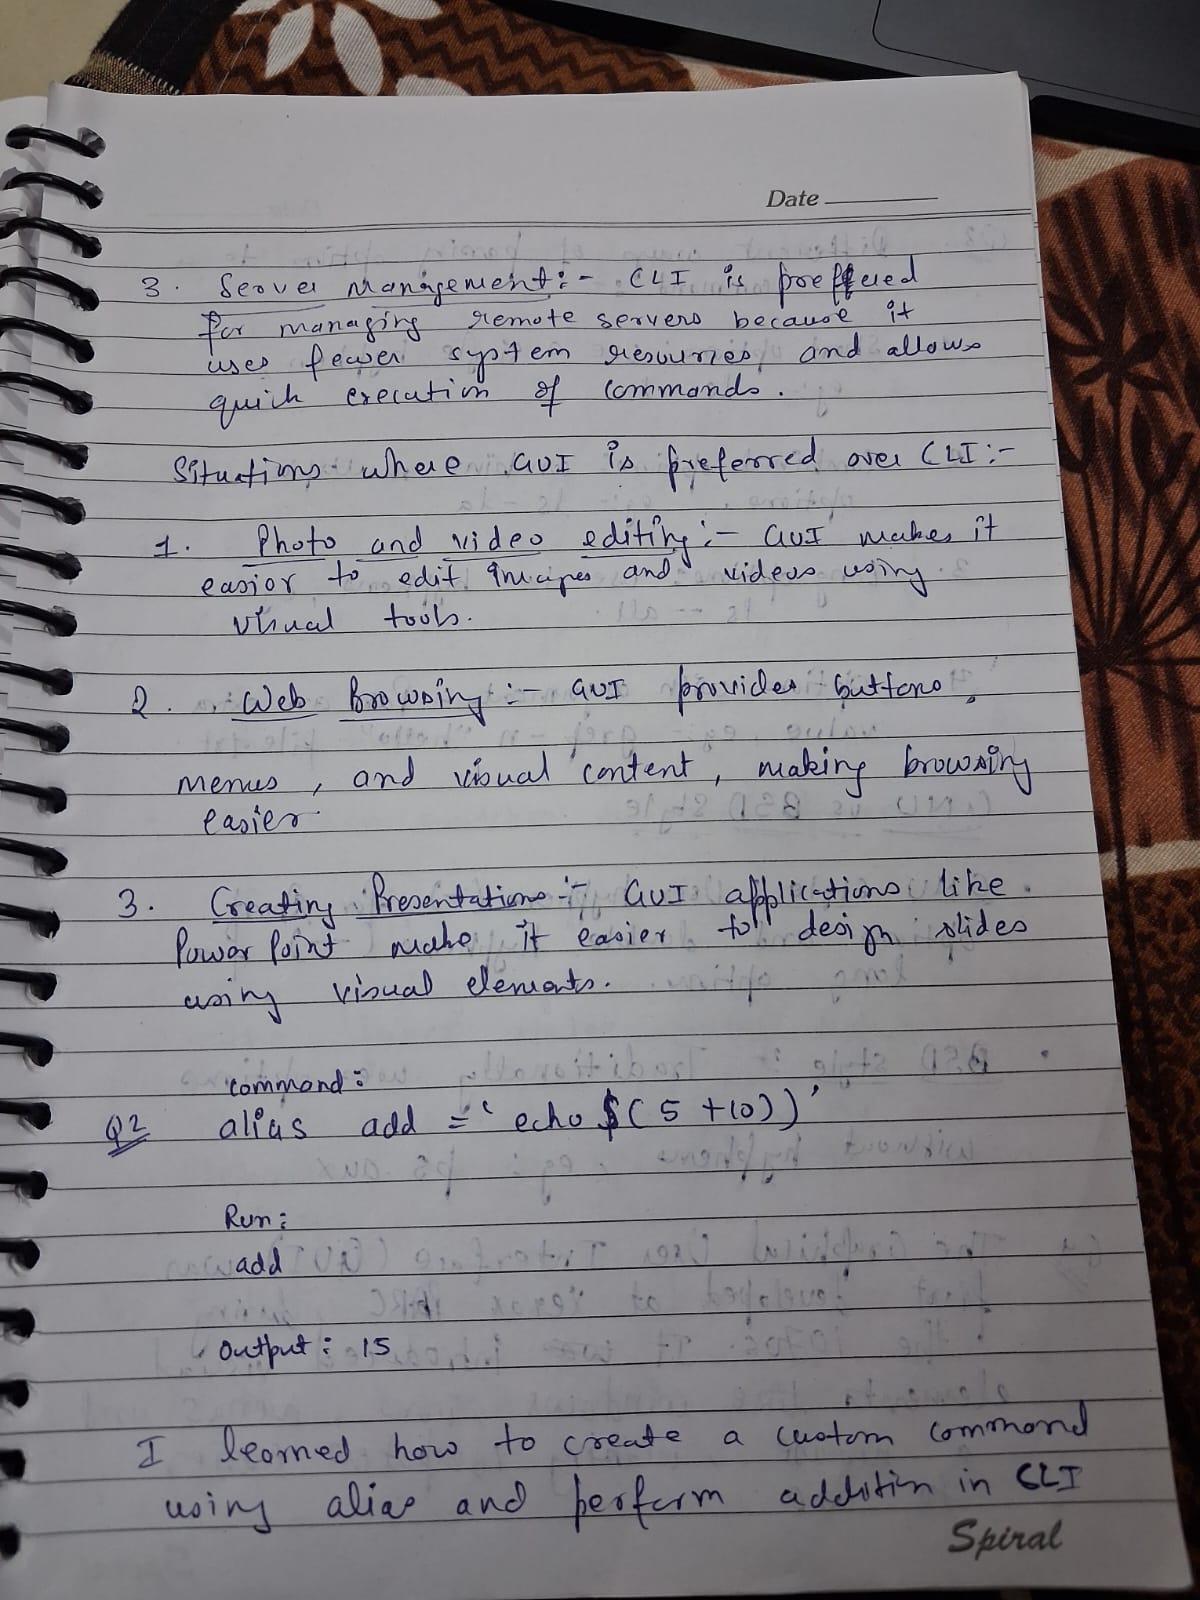 Date
3. Server Management:- CLI is preffered
for managing remote servers because it
uses fewer system resources and allows
quick execution of commands.
Situations where GUI is preferred over CLI:-
1. Photo and video editing:- GUI makes it
easior to edit images and videos using
visual tools.
2. Web Browsing:- GUI provides buttons,
menus, and visual content, making browsing
easier
3. Creating Presentations:- GUI applications like
PowerPoint make it easier to design slides
using visual elements.
command:
Q2 alias add = 'echo $( 5 +10))'
Run:
add
Output: 15
I learned how to create a custom command
using alias and perform addition in CLI
Spiral